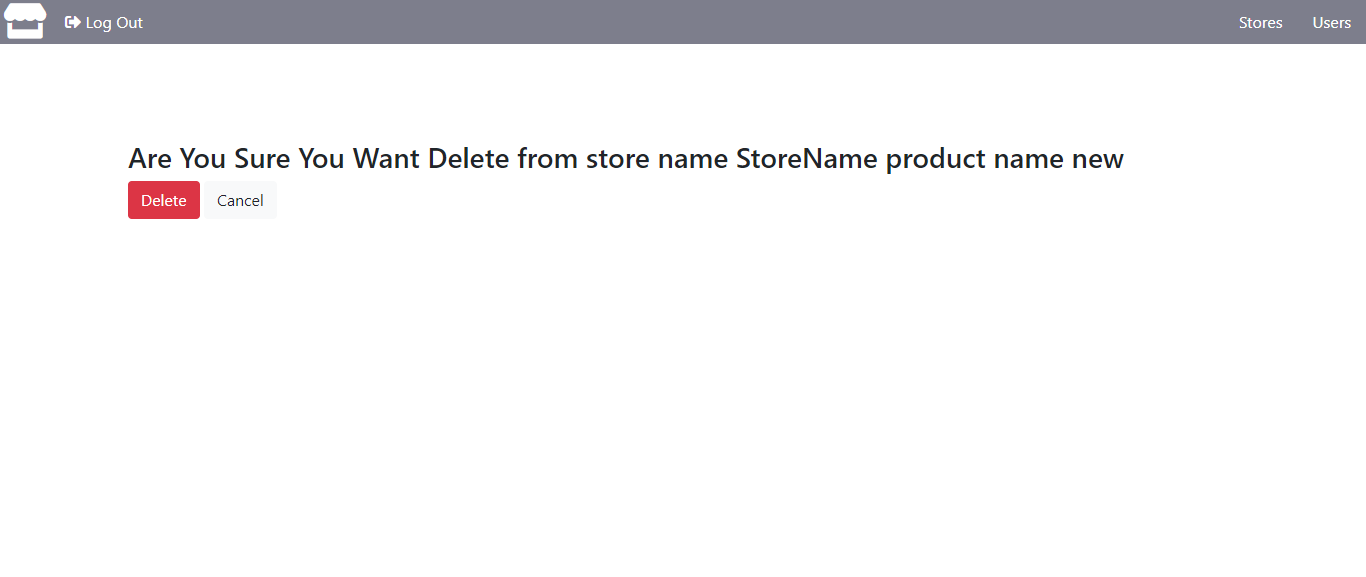 Log Out
Stores
Users
Are You Sure You Want Delete from store name StoreName product name new
Delete
Cancel